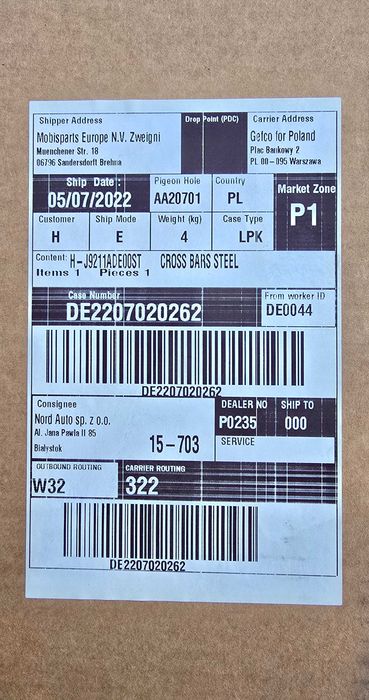 Shipper Address
Mobisparts Europe N.V. Zweigni
Muenchener Str. 18
06796 Sandersdorft Brehna
Drop Point (PDC)
Carrier Address
Gefco for Poland
Plac Bankowy 2
PL 00-095 Warszawa
Ship Date:
05/07/2022
Pigeon Hole
AA20701
Country
PL
Market Zone
P1
Customer
H
Ship Mode
E
Weight (kg)
4
Case Type
LPK
Content: H-J9211ADE00ST CROSS BARS STEEL
Items 1 Pieces 1
Case Number
DE2207020262
From worker ID
DE0044
DE2207020262
Consignee
Nord Auto sp. z o.o.
Al. Jana Pawla II 85
Bialystok
15-703
DEALER NO
P0235
SHIP TO
000
SERVICE
OUTBOUND ROUTING
W32
CARRIER ROUTING
322
DE2207020262